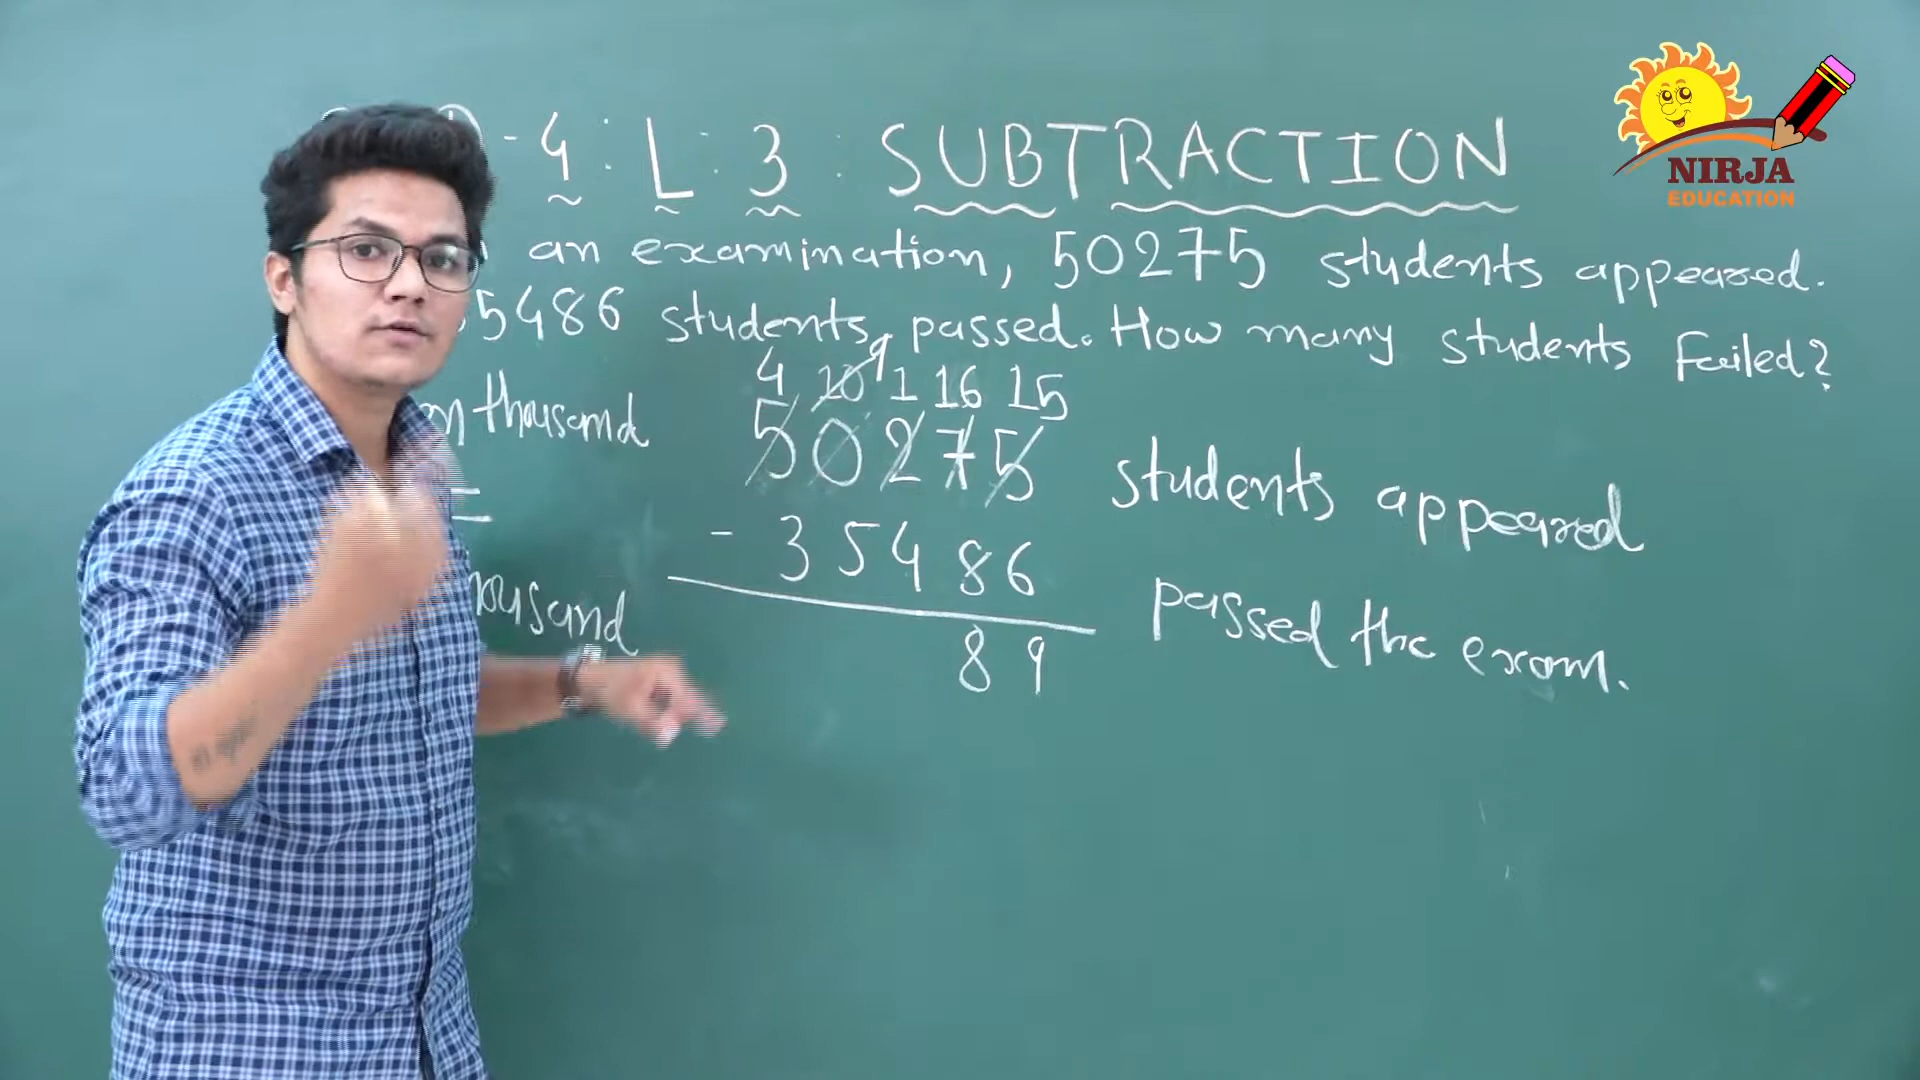 - 4 : L : 3 : SUBTRACTION
an examination, 50275 students appeared.
5486 students passed. How many students failed?
thousand
4 10 9 1 16 15
50275 students appeared
- 35486 passed the exam.
89
NIRJA
EDUCATION